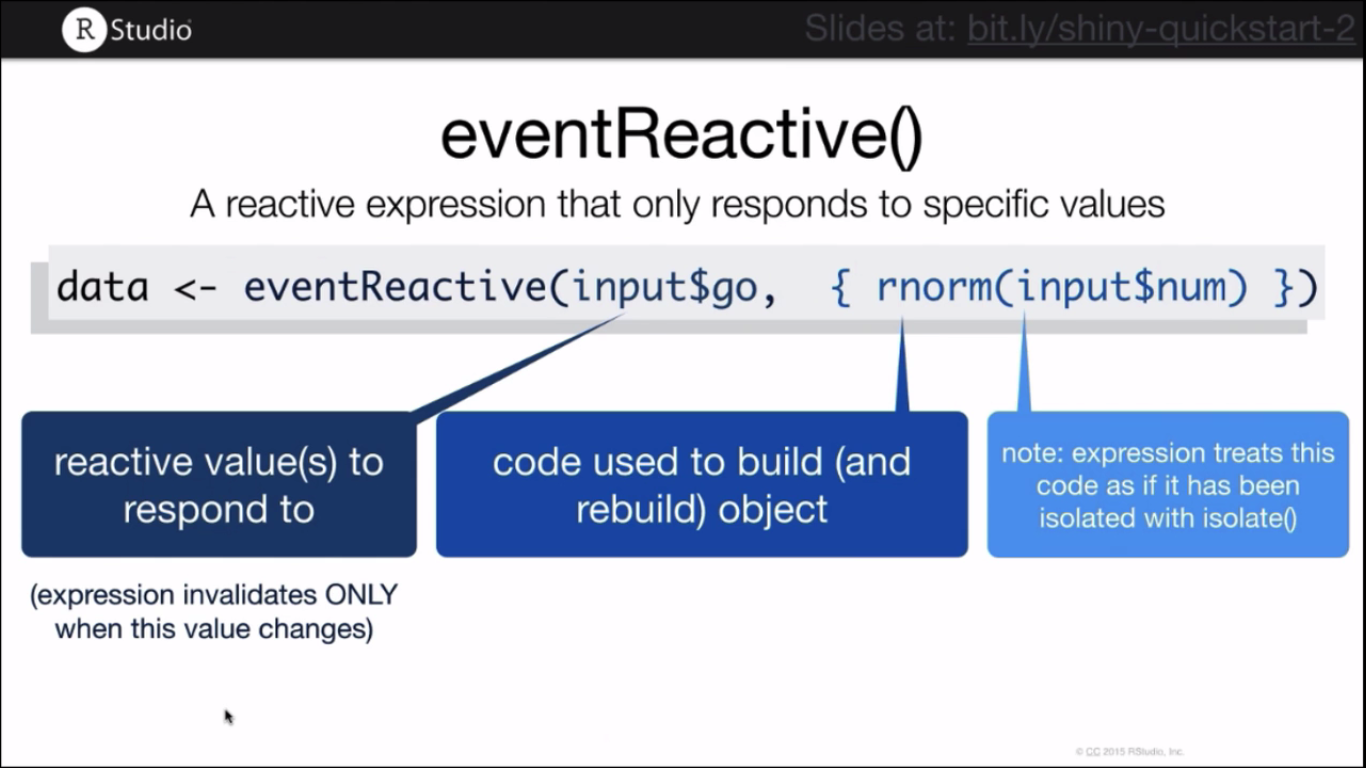 R Studio
Slides at: bit.ly/shiny-quickstart-2
eventReactive()
A reactive expression that only responds to specific values
data <- eventReactive(input$go,  { rnorm(input$num) })
reactive value(s) to
respond to
code used to build (and
rebuild) object
note: expression treats this
code as if it has been
isolated with isolate()
(expression invalidates ONLY
when this value changes)
© CC 2015 RStudio, Inc.